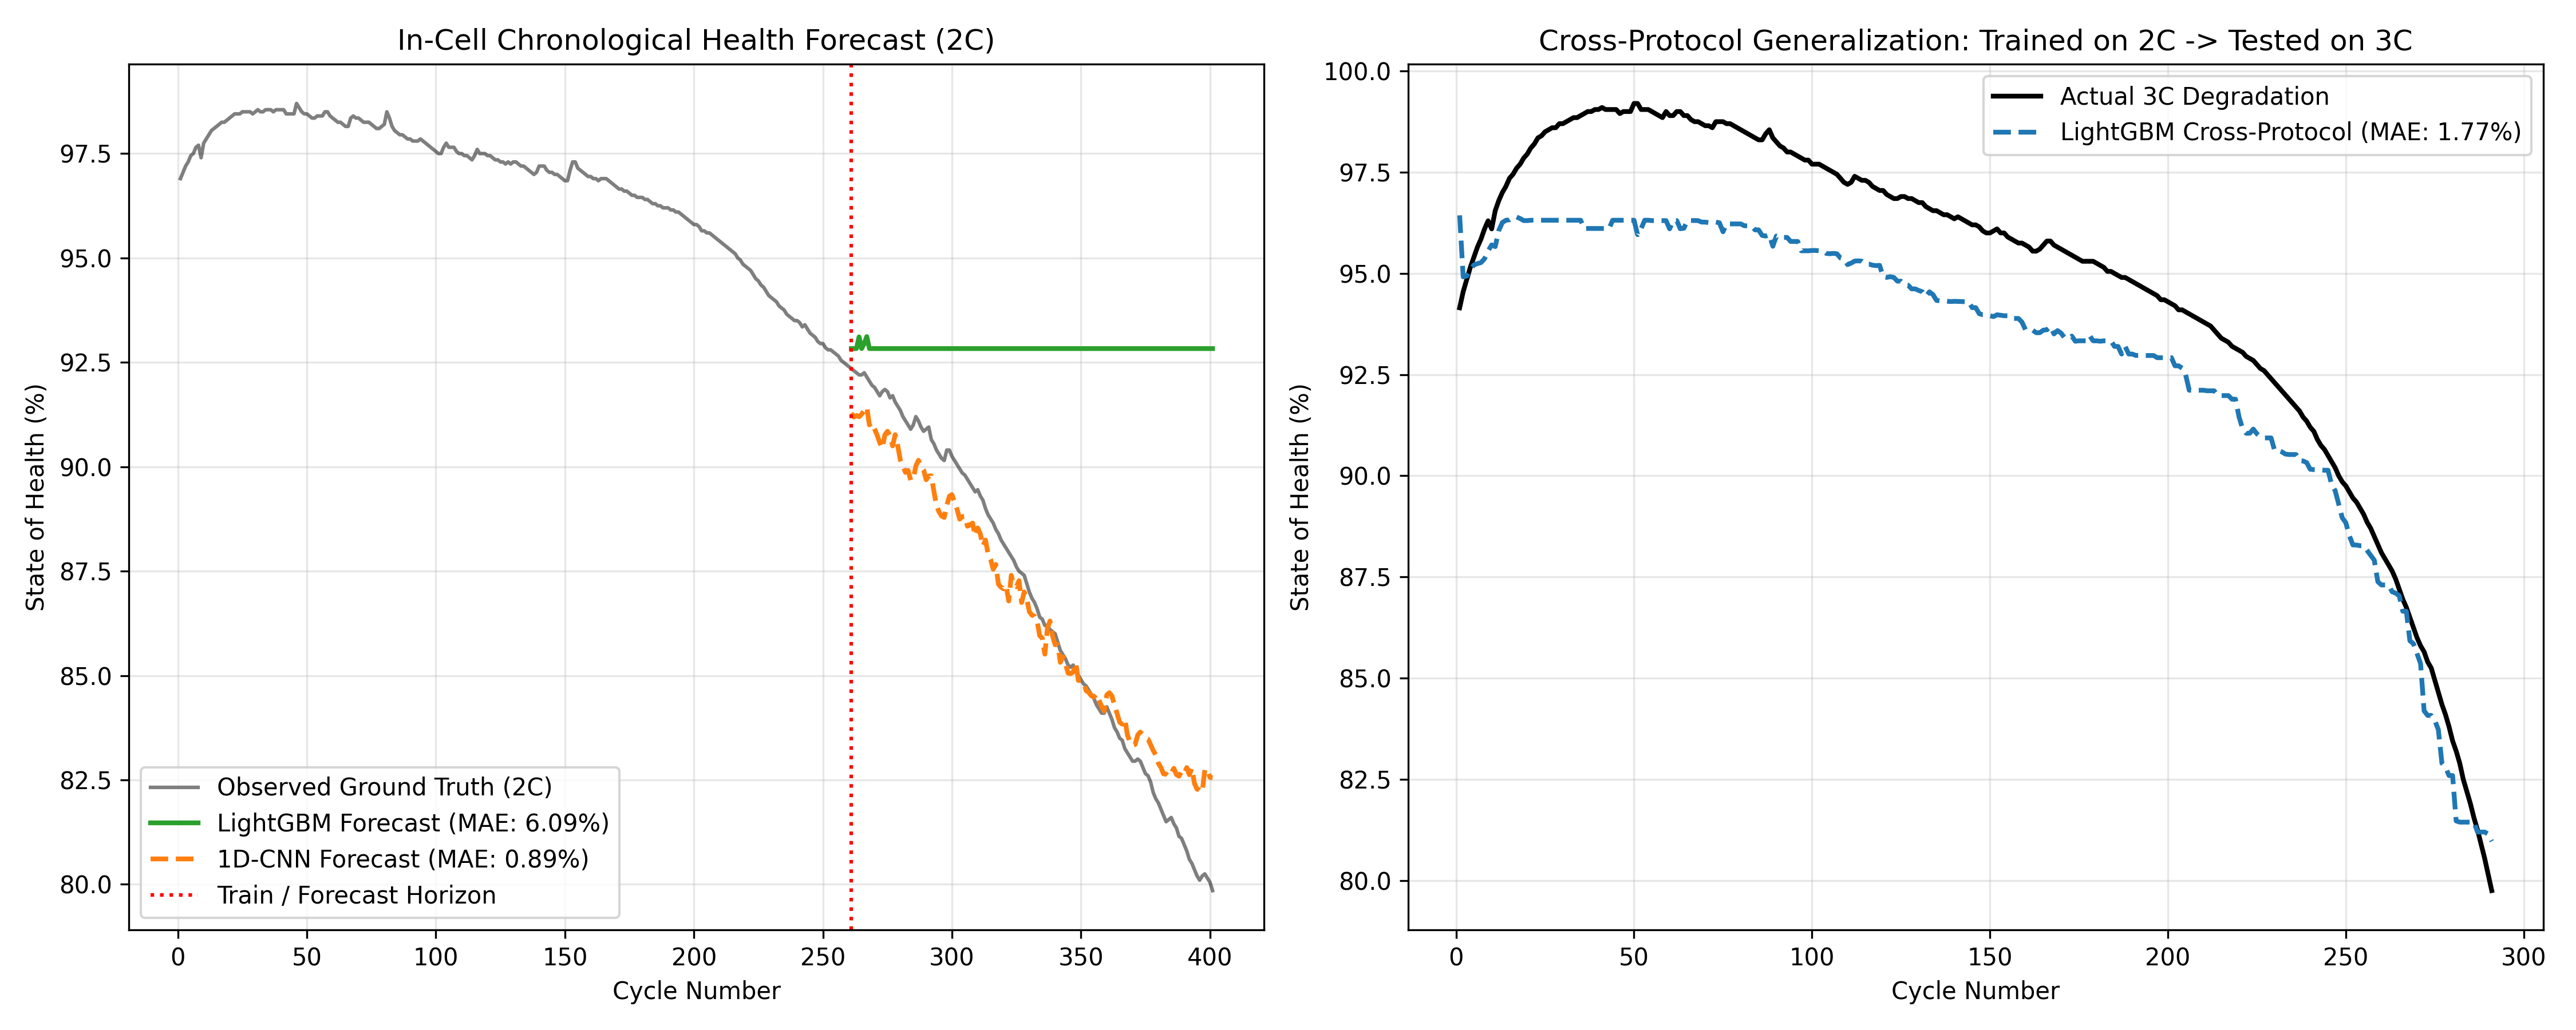 In-Cell Chronological Health Forecast (2C)
State of Health (%)
97.5
95.0
92.5
90.0
87.5
85.0
82.5
80.0
Observed Ground Truth (2C)
LightGBM Forecast (MAE: 6.09%)
1D-CNN Forecast (MAE: 0.89%)
Train / Forecast Horizon
0 50 100 150 200 250 300 350 400
Cycle Number
Cross-Protocol Generalization: Trained on 2C -> Tested on 3C
State of Health (%)
100.0
97.5
95.0
92.5
90.0
87.5
85.0
82.5
80.0
Actual 3C Degradation
LightGBM Cross-Protocol (MAE: 1.77%)
0 50 100 150 200 250 300
Cycle Number